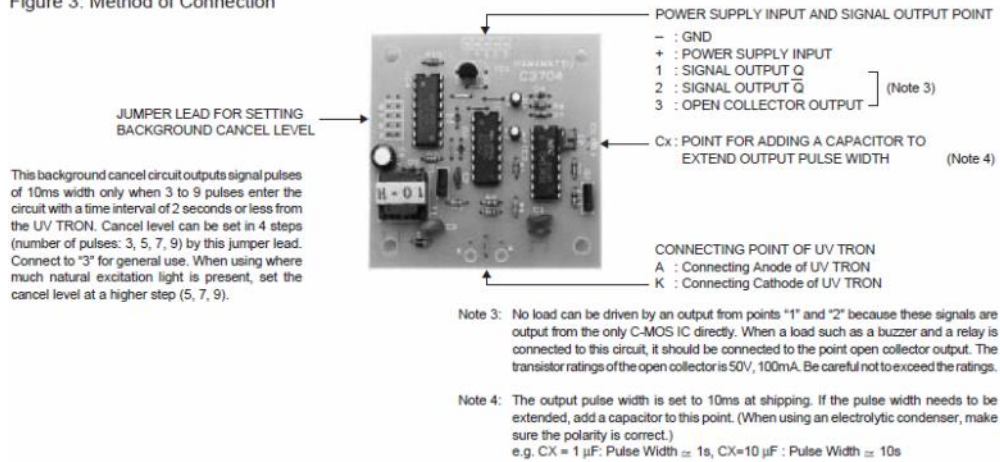 Figure 3: Method of Connection
POWER SUPPLY INPUT AND SIGNAL OUTPUT POINT
− : GND
+ : POWER SUPPLY INPUT
1 : SIGNAL OUTPUT Q
2 : SIGNAL OUTPUT Q̅
3 : OPEN COLLECTOR OUTPUT
(Note 3)
C3704
JUMPER LEAD FOR SETTING
BACKGROUND CANCEL LEVEL
Cx : POINT FOR ADDING A CAPACITOR TO
EXTEND OUTPUT PULSE WIDTH (Note 4)
This background cancel circuit outputs signal pulses
of 10ms width only when 3 to 9 pulses enter the
circuit with a time interval of 2 seconds or less from
the UV TRON. Cancel level can be set in 4 steps
(number of pulses: 3, 5, 7, 9) by this jumper lead.
Connect to "3" for general use. When using where
much natural excitation light is present, set the
cancel level at a higher step (5, 7, 9).
H-01
CONNECTING POINT OF UV TRON
A : Connecting Anode of UV TRON
K : Connecting Cathode of UV TRON
Note 3: No load can be driven by an output from points "1" and "2" because these signals are
output from the only C-MOS IC directly. When a load such as a buzzer and a relay is
connected to this circuit, it should be connected to the point open collector output. The
transistor ratings of the open collector is 50V, 100mA. Be careful not to exceed the ratings.
Note 4: The output pulse width is set to 10ms at shipping. If the pulse width needs to be
extended, add a capacitor to this point. (When using an electrolytic condenser, make
sure the polarity is correct.)
e.g. CX = 1 μF: Pulse Width ≃ 1s, CX=10 μF : Pulse Width ≃ 10s